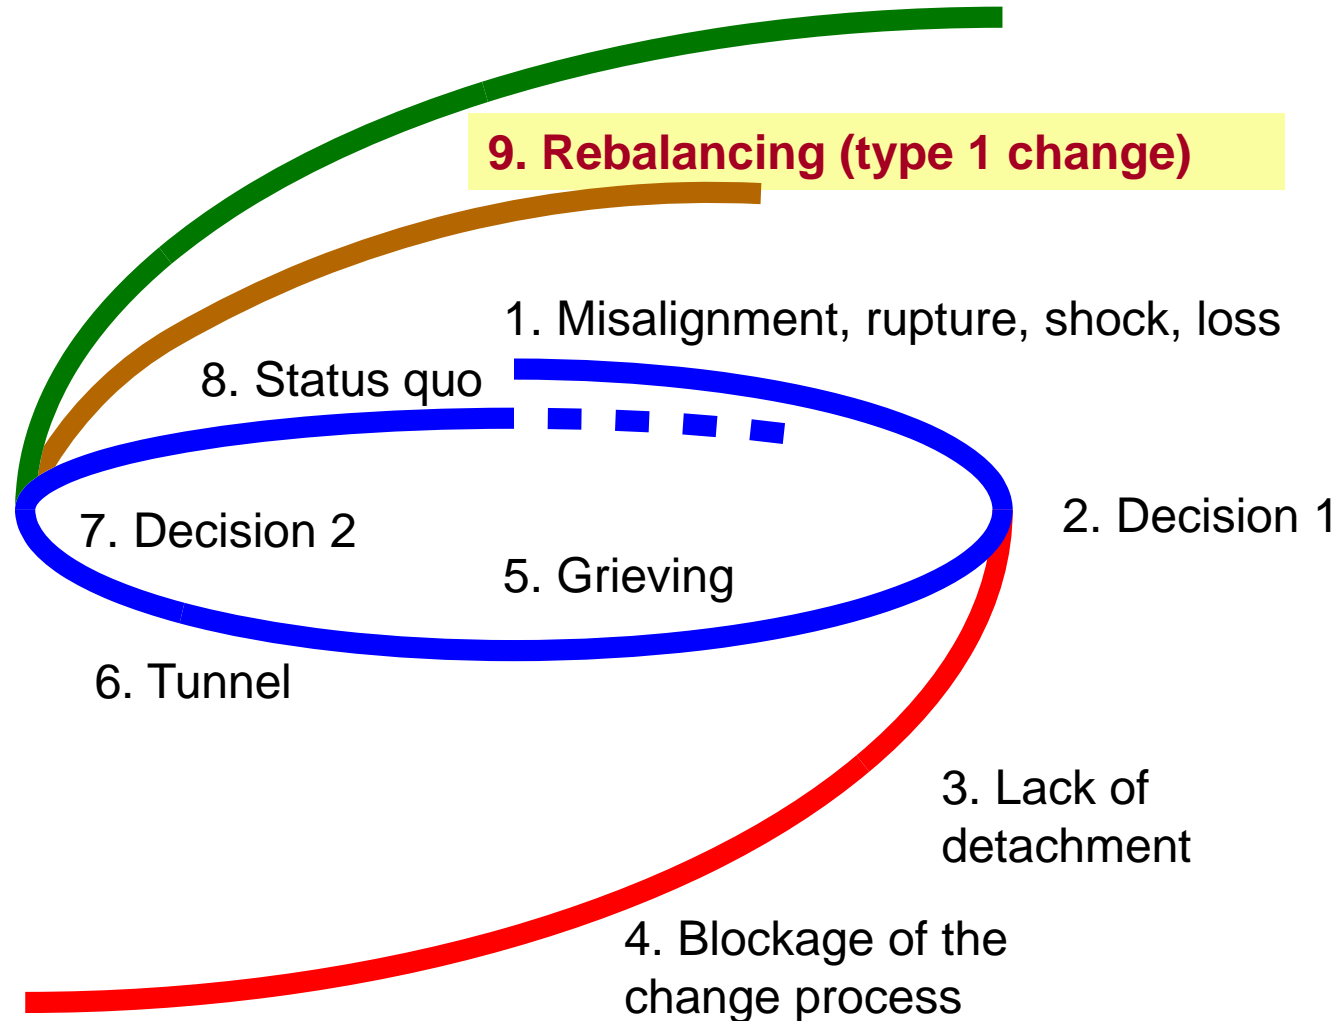 9. Rebalancing (type 1 change)
1. Misalignment, rupture, shock, loss
8. Status quo
2. Decision 1
7. Decision 2
5. Grieving
6. Tunnel
3. Lack of
detachment
4. Blockage of the
change process